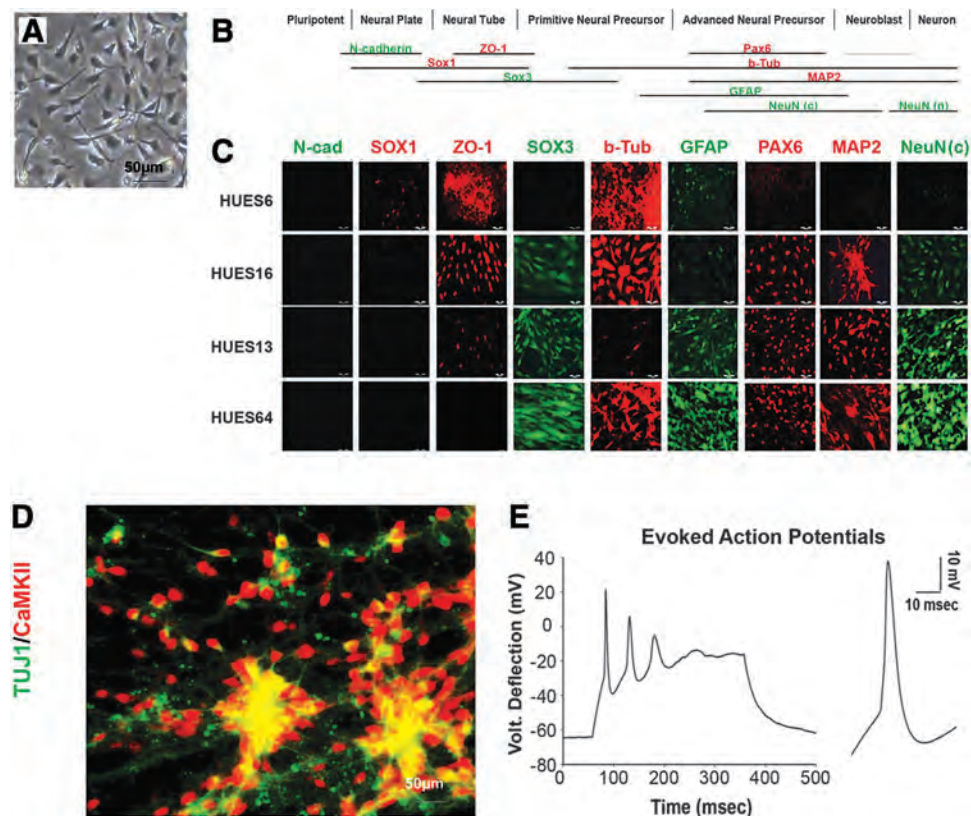 A
50µm
B
Pluripotent Neural Plate Neural Tube Primitive Neural Precursor Advanced Neural Precursor Neuroblast Neuron
N-cadherin ZO-1 Pax6
Sox1 b-Tub
Sox3 MAP2
GFAP
NeuN (c) NeuN (n)
C
N-cad SOX1 ZO-1 SOX3 b-Tub GFAP PAX6 MAP2 NeuN(c)
HUES6
HUES16
HUES13
HUES64
D
TUJ1/CaMKII
50µm
E
Evoked Action Potentials
10 mV
10 msec
Volt. Deflection (mV)
40
20
0
-20
-40
-60
-80
0 100 200 300 400 500
Time (msec)